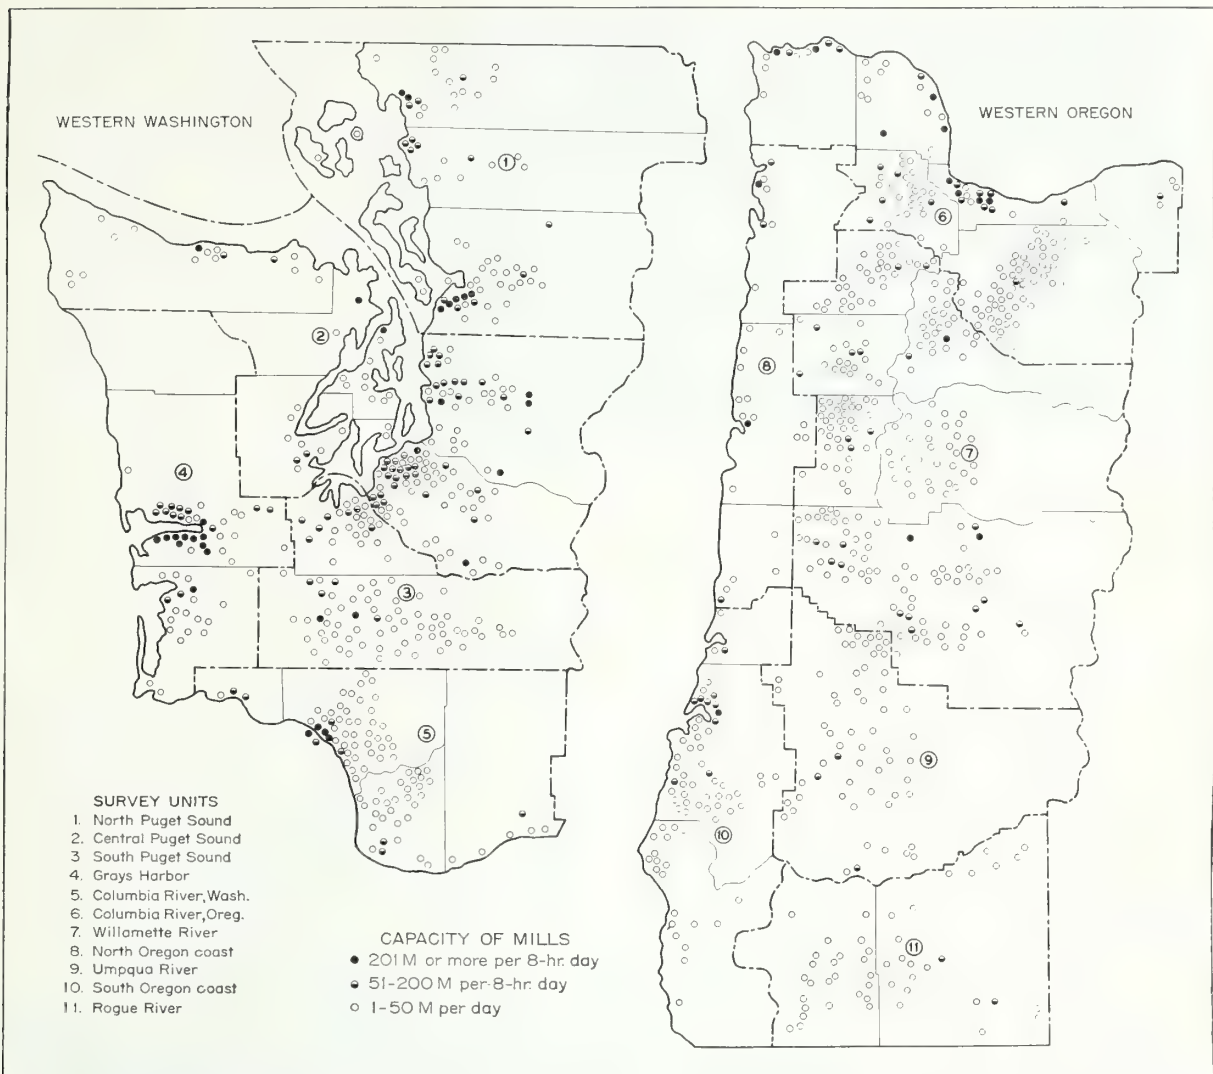 WESTERN WASHINGTON
WESTERN OREGON
1
2
3
4
5
6
7
8
9
10
11
SURVEY UNITS
1. North Puget Sound
2. Central Puget Sound
3. South Puget Sound
4. Grays Harbor
5. Columbia River, Wash.
6. Columbia River, Oreg.
7. Willamette River
8. North Oregon coast
9. Umpqua River
10. South Oregon coast
11. Rogue River
CAPACITY OF MILLS
201 M or more per 8-hr. day
51-200 M per 8-hr. day
1-50 M per day